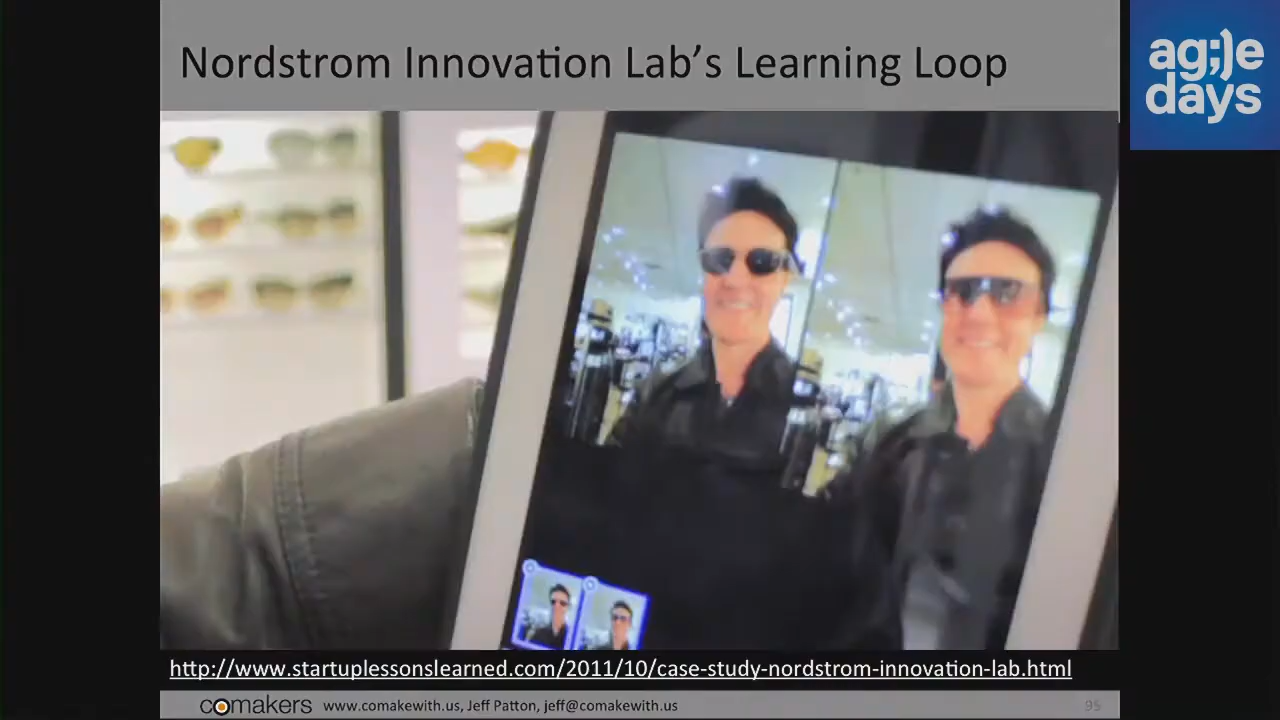 Nordstrom Innovation Lab's Learning Loop
ag;)e
days
http://www.startuplessonslearned.com/2011/10/case-study-nordstrom-innovation-lab.html
comakers www.comakewith.us, Jeff Patton, jeff@comakewith.us
95